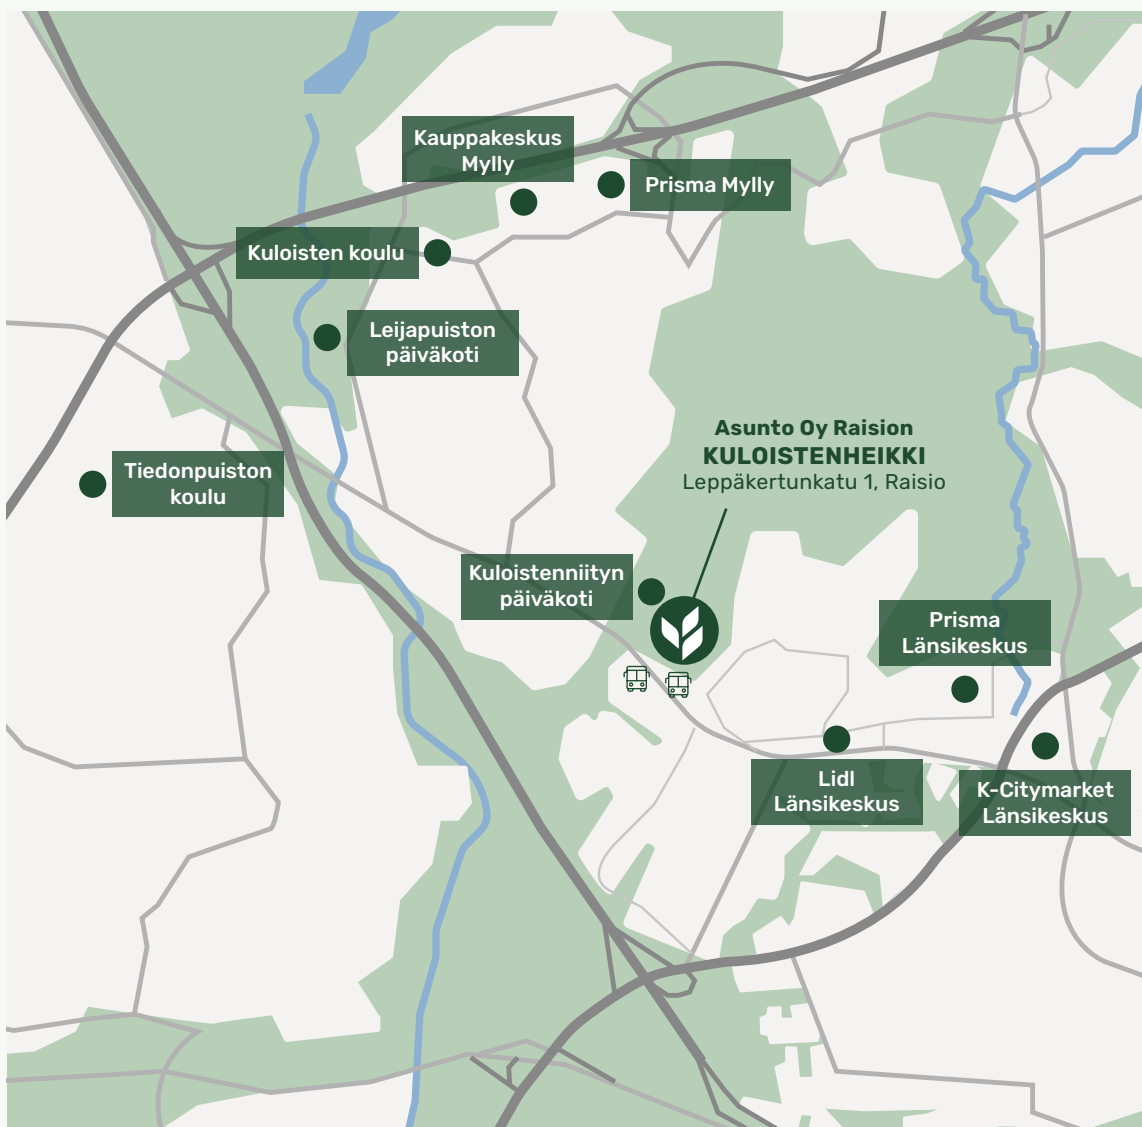 Kauppakeskus
Mylly
Prisma Mylly
Kuloisten koulu
Leijapuiston
päiväkoti
Asunto Oy Raision
KULOISTENHEIKKI
Leppäkertunkatu 1, Raisio
Tiedonpuiston
koulu
Kuloistenniityn
päiväkoti
Prisma
Länsikeskus
Lidl
Länsikeskus
K-Citymarket
Länsikeskus